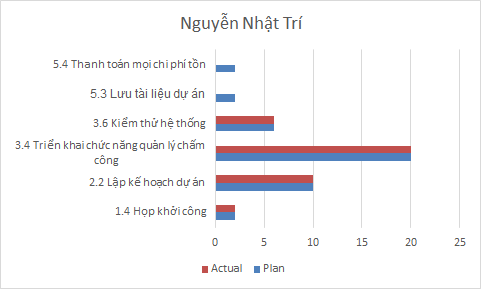 Nguyễn Nhật Trí
5.4 Thanh toán mọi chi phí tồn
5.3 Lưu tài liệu dự án
3.6 Kiểm thử hệ thống
3.4 Triển khai chức năng quản lý chấm
công
2.2 Lập kế hoạch dự án
1.4 Họp khởi công
0 5 10 15 20 25
Actual Plan